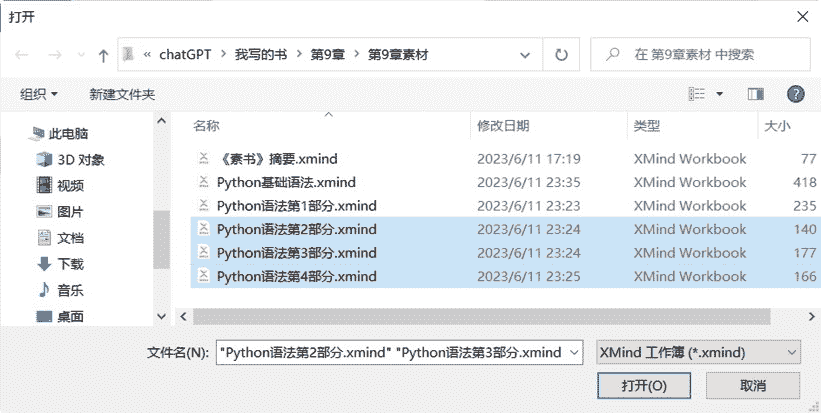 打开
« chatGPT > 我写的书 > 第9章 > 第9章素材
在 第9章素材 中搜索
组织 新建文件夹
此电脑
3D 对象
视频
图片
文档
下载
音乐
桌面
名称 修改日期 类型 大小
《素书》摘要.xmind 2023/6/11 17:19 XMind Workbook 77
Python基础语法.xmind 2023/6/11 23:35 XMind Workbook 418
Python语法第1部分.xmind 2023/6/11 23:23 XMind Workbook 235
Python语法第2部分.xmind 2023/6/11 23:24 XMind Workbook 140
Python语法第3部分.xmind 2023/6/11 23:24 XMind Workbook 177
Python语法第4部分.xmind 2023/6/11 23:25 XMind Workbook 166
文件名(N): "Python语法第2部分.xmind" "Python语法第3部分.xmind XMind 工作簿 (*.xmind)
打开(O) 取消